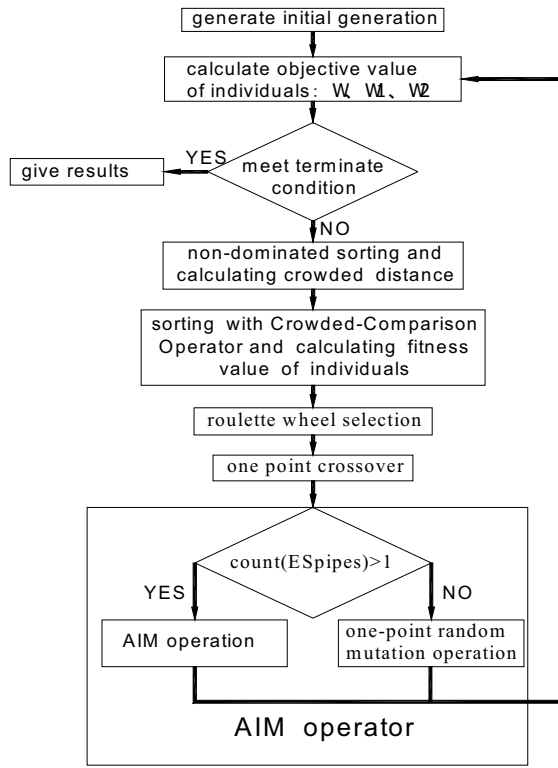 generate initial generation
calculate objective value
of individuals: W、W1、W2
meet terminate
condition
YES
give results
NO
non-dominated sorting and
calculating crowded distance
sorting with Crowded-Comparison
Operator and calculating fitness
value of individuals
roulette wheel selection
one point crossover
count(ESpipes)>1
YES
NO
AIM operation
one-point random
mutation operation
AIM operator